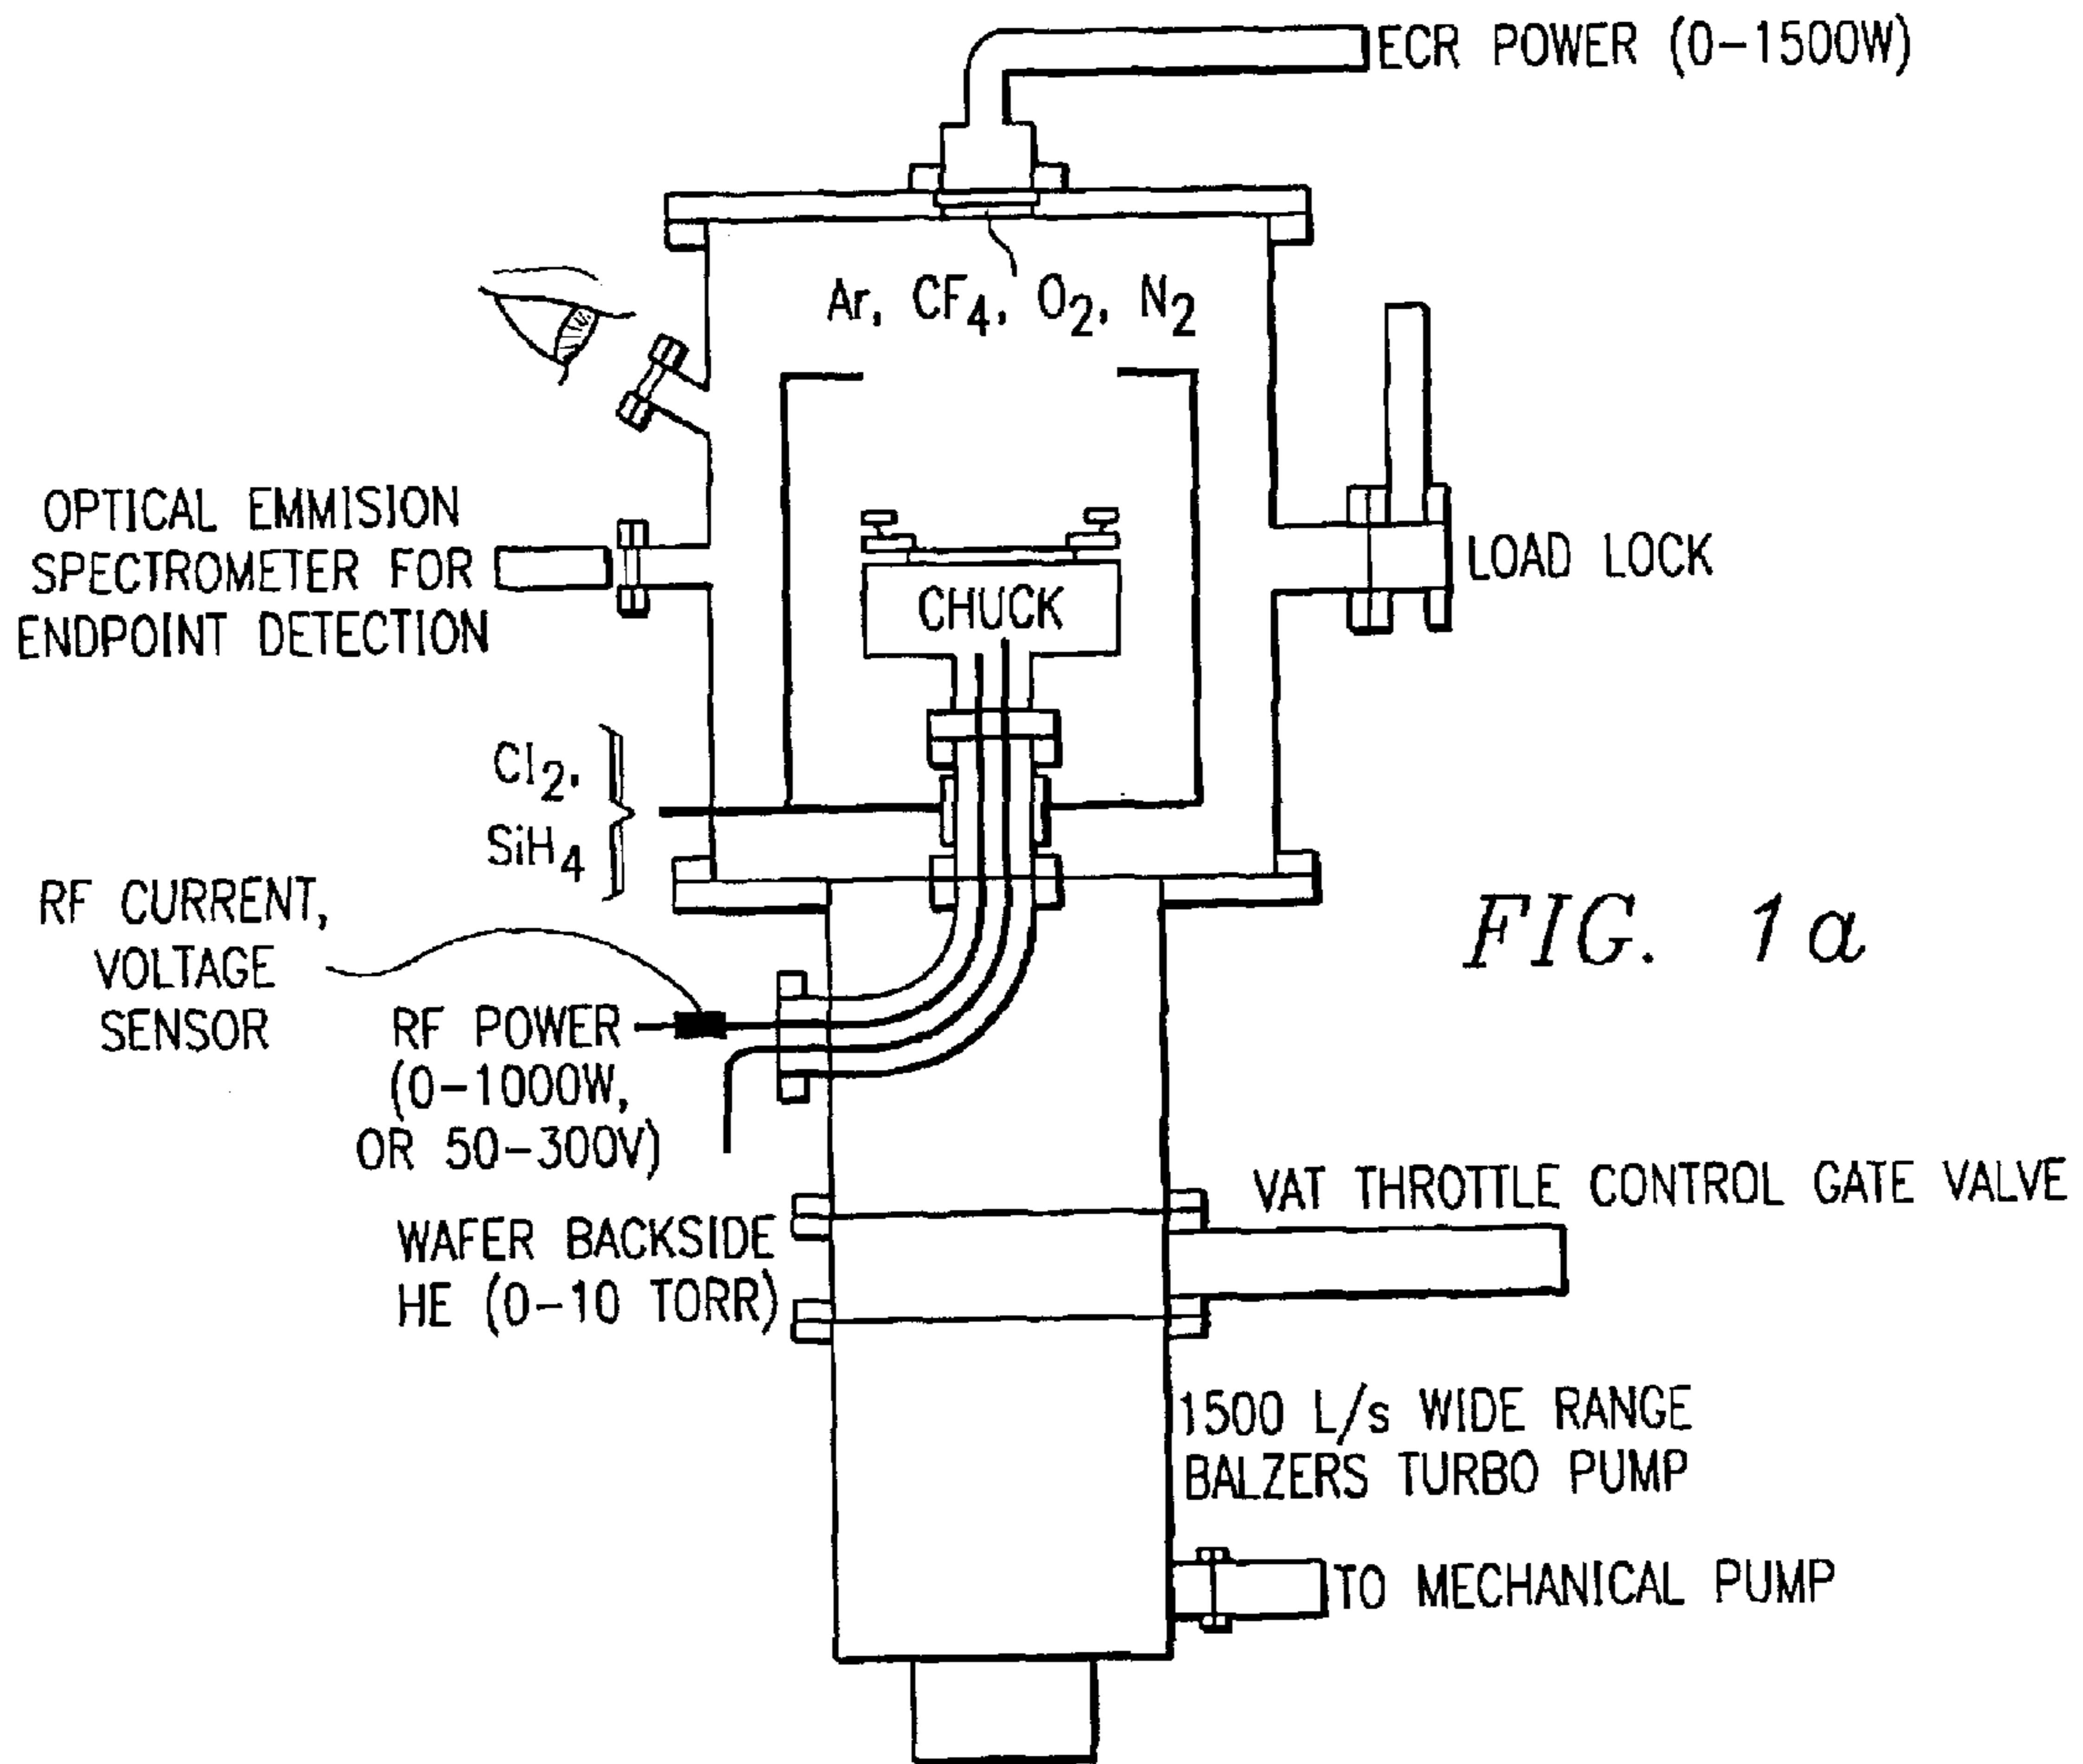 ECR POWER (0-1500W)
Ar, CF4, O2, N2
OPTICAL EMMISION
SPECTROMETER FOR
ENDPOINT DETECTION
LOAD LOCK
CHUCK
Cl2,
SiH4
RF CURRENT,
VOLTAGE
SENSOR
FIG. 1a
RF POWER
(0-1000W,
OR 50-300V)
VAT THROTTLE CONTROL GATE VALVE
WAFER BACKSIDE
HE (0-10 TORR)
1500 L/s WIDE RANGE
BALZERS TURBO PUMP
TO MECHANICAL PUMP